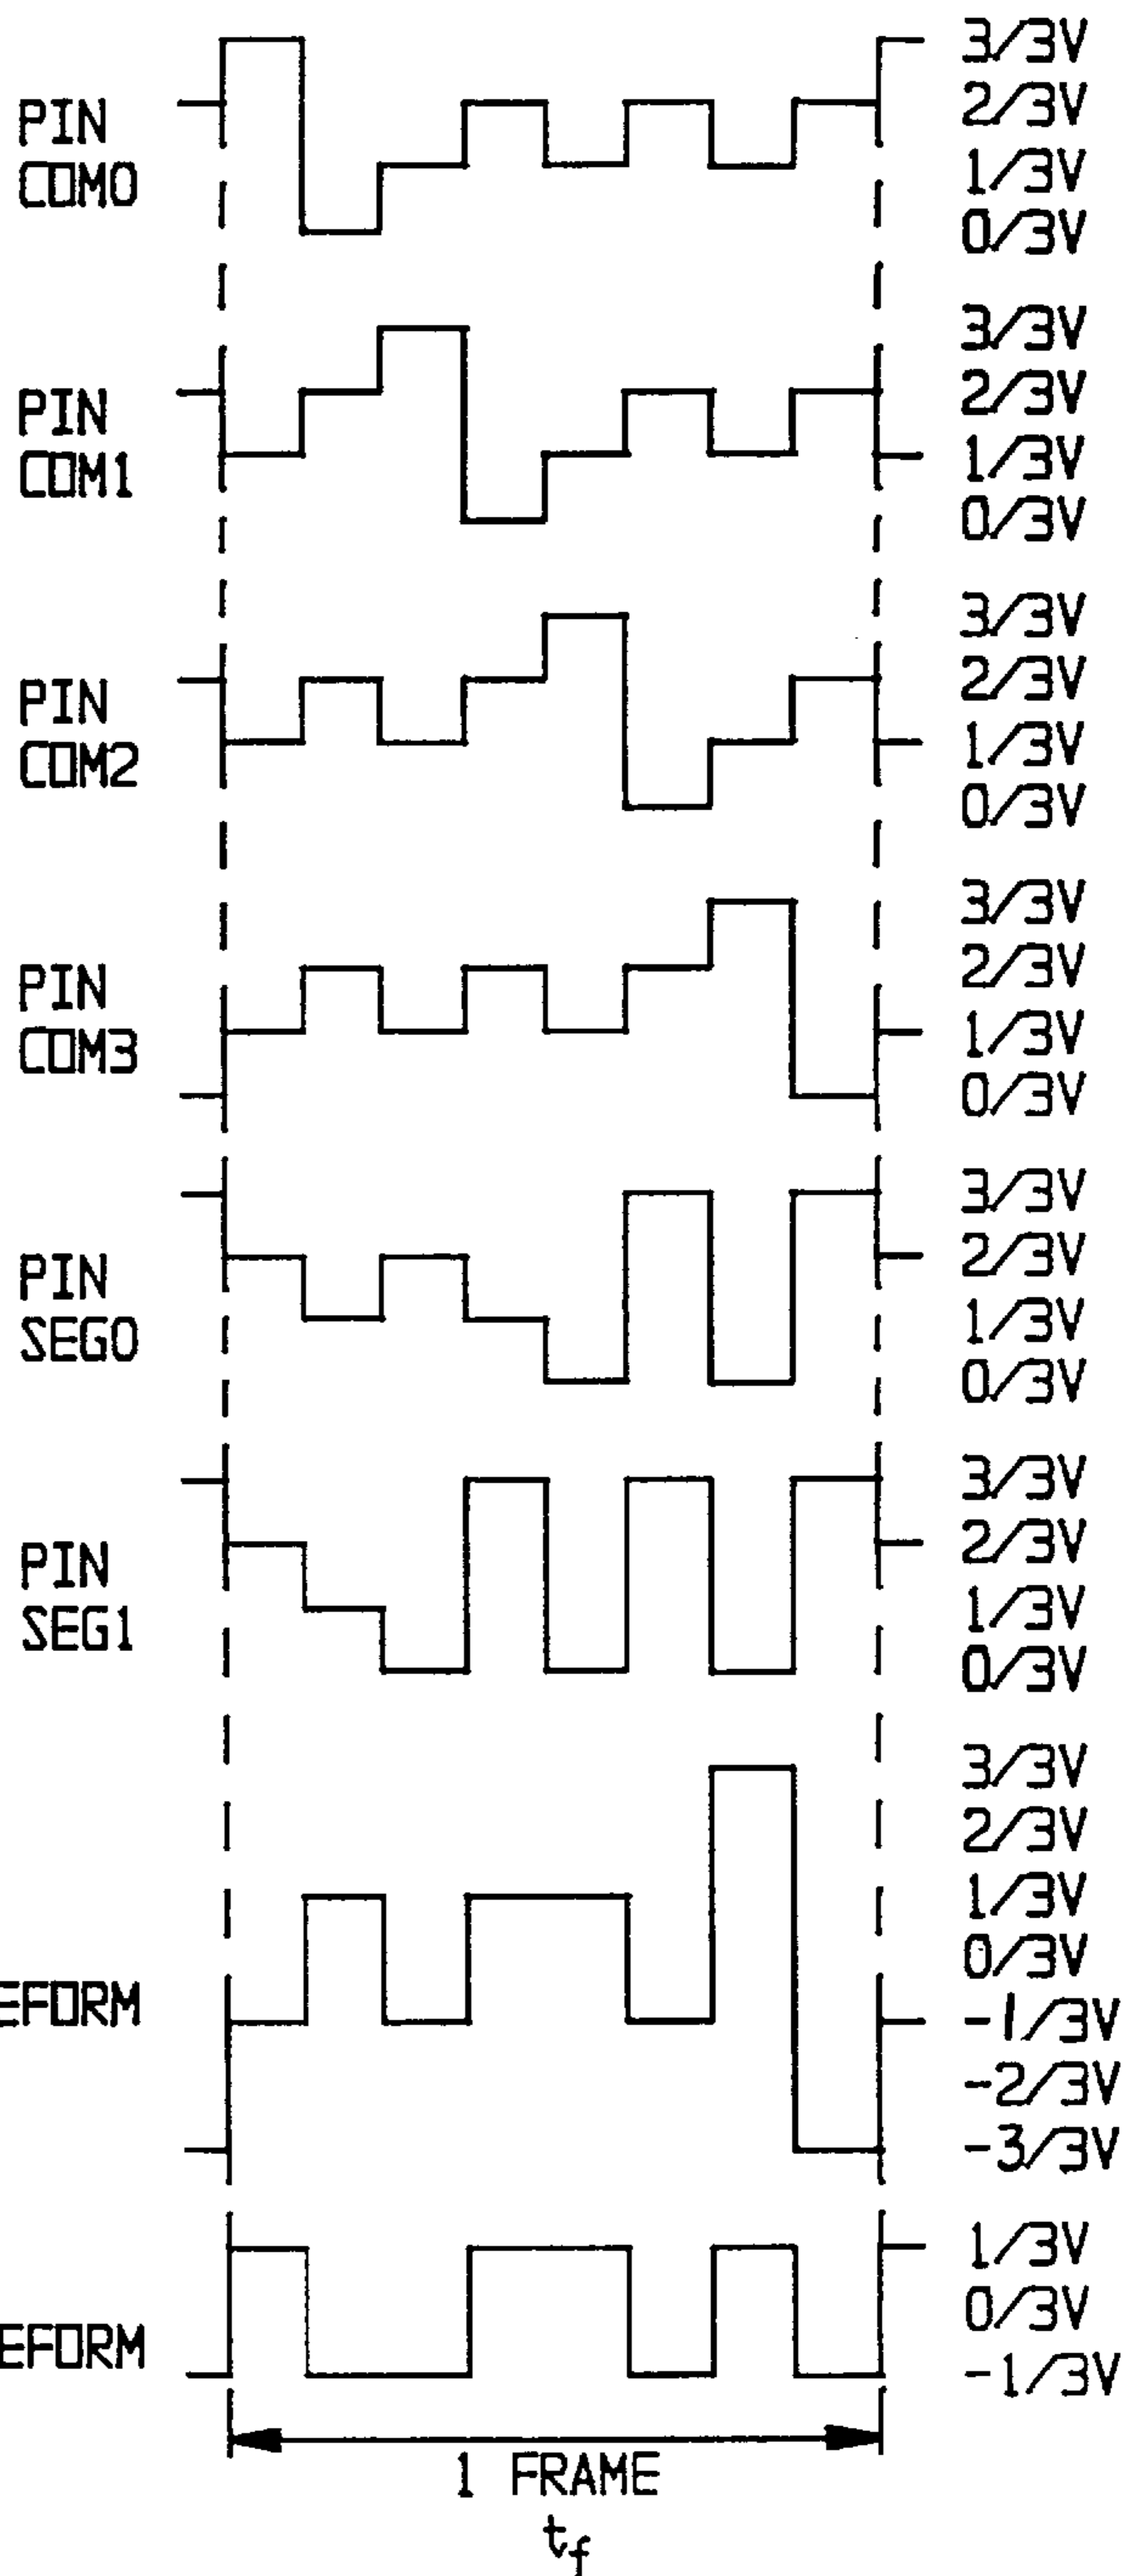 PIN
COM0
3/3V
2/3V
1/3V
0/3V
PIN
COM1
3/3V
2/3V
1/3V
0/3V
PIN
COM2
3/3V
2/3V
1/3V
0/3V
PIN
COM3
3/3V
2/3V
1/3V
0/3V
PIN
SEG0
3/3V
2/3V
1/3V
0/3V
PIN
SEG1
3/3V
2/3V
1/3V
0/3V
EFORM
3/3V
2/3V
1/3V
0/3V
-1/3V
-2/3V
-3/3V
EFORM
1/3V
0/3V
-1/3V
1 FRAME
tf